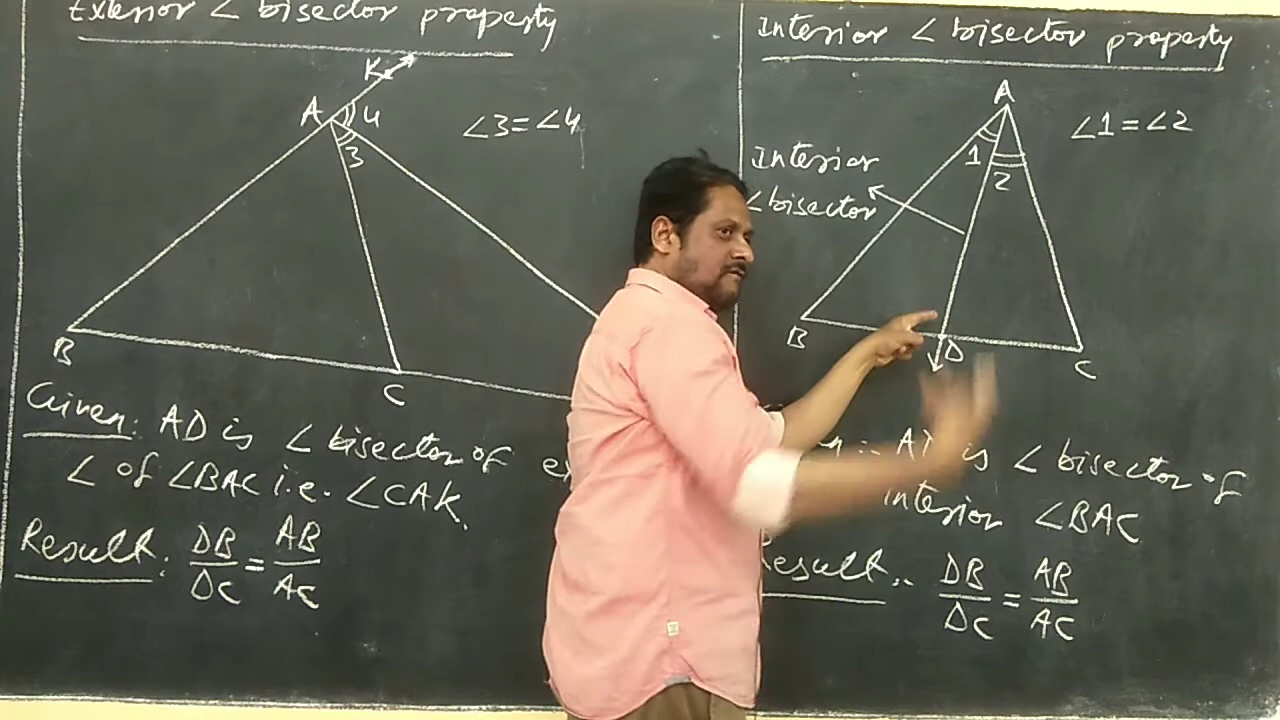 Exterior ∠ bisector property
K
A
4
3
∠3=∠4
B
C
Given: AD is ∠ bisector of
∠ of ∠BAC i.e. ∠CAK.
Result: DB/DC = AB/AC
Interior ∠ bisector property
A
∠1=∠2
1
2
Interior
∠bisector
B
D
C
is ∠ bisector of
interior ∠BAC
Result: DB/DC = AB/AC